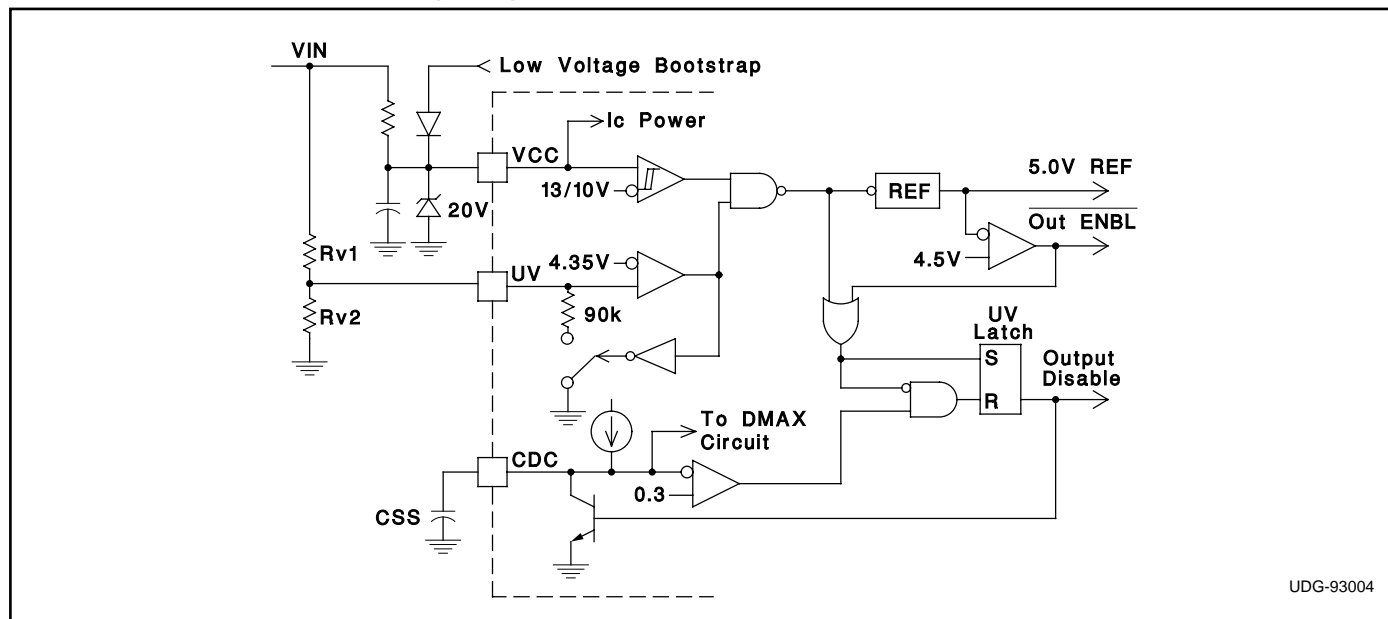 VIN
Low Voltage Bootstrap
Ic Power
VCC
13/10V
20V
REF
5.0V REF
Out ENBL
4.5V
Rv1
4.35V
UV
90k
Rv2
UV
Latch
S
R
Output
Disable
To DMAX
Circuit
CDC
0.3
CSS
UDG-93004